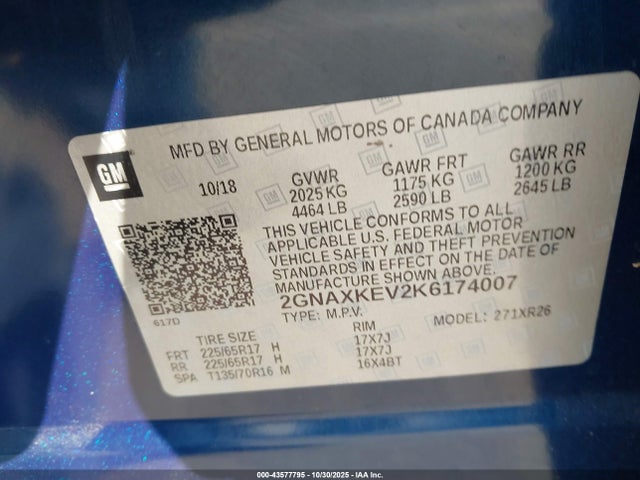 GM
MFD BY GENERAL MOTORS OF CANADA COMPANY
10/18
GVWR GAWR FRT GAWR RR
2025 KG 1175 KG 1200 KG
4464 LB 2590 LB 2645 LB
THIS VEHICLE CONFORMS TO ALL
APPLICABLE U.S. FEDERAL MOTOR
VEHICLE SAFETY AND THEFT PREVENTION
STANDARDS IN EFFECT ON THE DATE OF
MANUFACTURE SHOWN ABOVE.
617D
2GNAXKEV2K6174007
TYPE: M.P.V. MODEL: 271XR26
TIRE SIZE RIM
FRT 225/65R17 H 17X7J
RR 225/65R17 H 17X7J
SPA T135/70R16 M 16X4BT
000-43577795 - 10/30/2025 - IAA Inc.